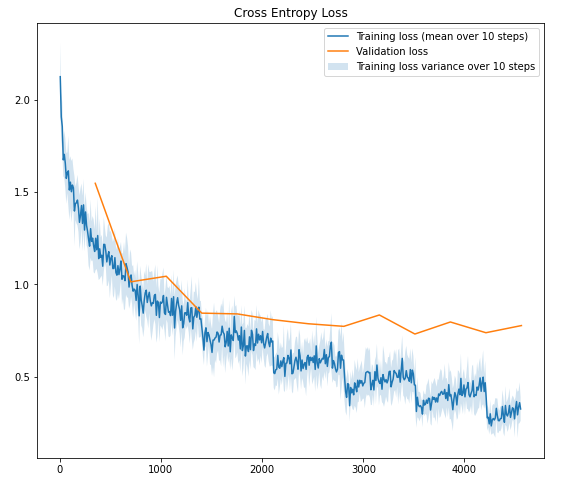 Cross Entropy Loss
Training loss (mean over 10 steps)
Validation loss
Training loss variance over 10 steps
2.0
1.5
1.0
0.5
0 1000 2000 3000 4000